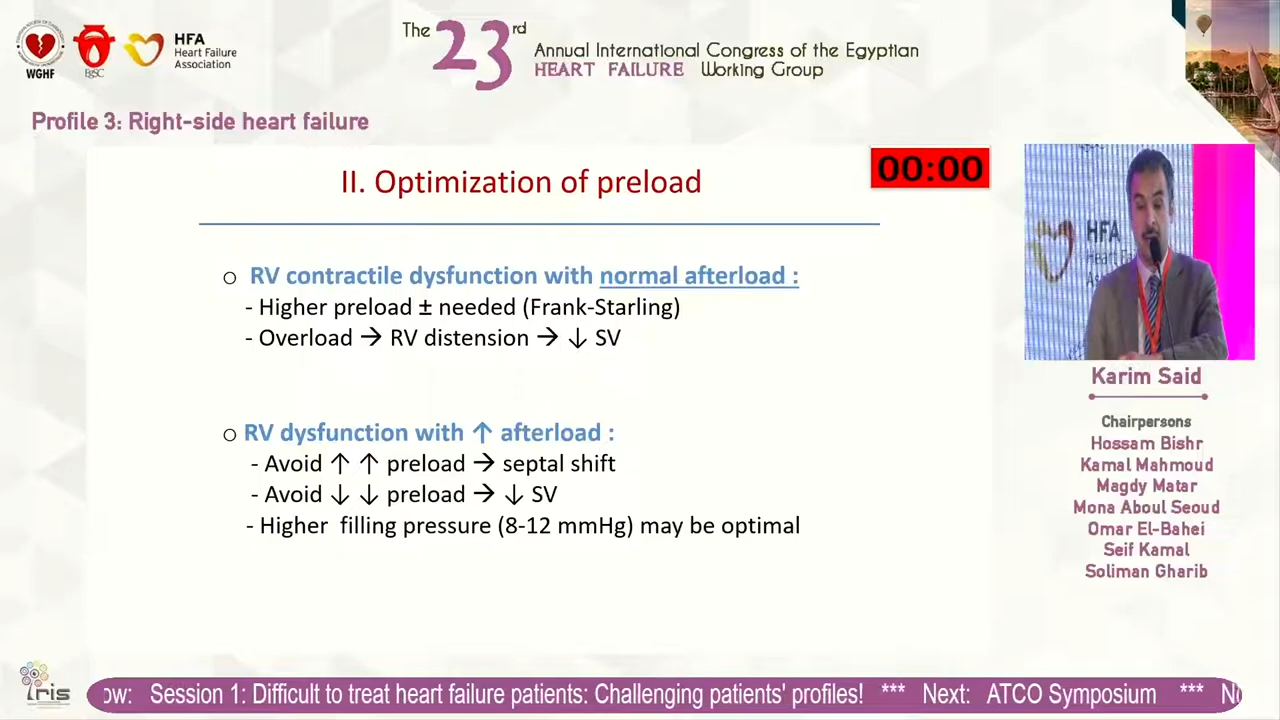 The 23rd
Annual International Congress of the Egyptian
HEART FAILURE Working Group
WGHF
EgSC
HFA
Heart Failure
Association
Profile 3: Right-side heart failure
00:00
II. Optimization of preload
o RV contractile dysfunction with normal afterload :
- Higher preload ± needed (Frank-Starling)
- Overload → RV distension → ↓ SV
o RV dysfunction with ↑ afterload :
- Avoid ↑ ↑ preload → septal shift
- Avoid ↓ ↓ preload → ↓ SV
- Higher filling pressure (8-12 mmHg) may be optimal
HFA
Karim Said
Chairpersons
Hossam Bishr
Kamal Mahmoud
Magdy Matar
Mona Aboul Seoud
Omar El-Bahei
Seif Kamal
Soliman Gharib
iris
ow: Session 1: Difficult to treat heart failure patients: Challenging patients' profiles! *** Next: ATCO Symposium *** N